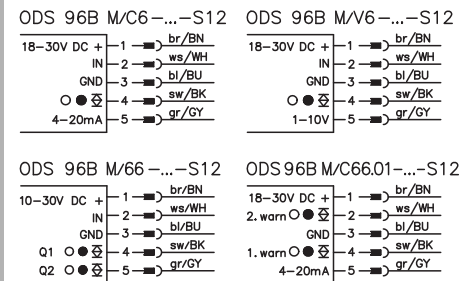 ODS 96B M/C6-...-S12
18-30V DC + 1 br/BN
IN 2 ws/WH
GND 3 bl/BU
4 sw/BK
4-20mA 5 gr/GY
ODS 96B M/V6-...-S12
18-30V DC + 1 br/BN
IN 2 ws/WH
GND 3 bl/BU
4 sw/BK
1-10V 5 gr/GY
ODS 96B M/66-...-S12
10-30V DC + 1 br/BN
IN 2 ws/WH
GND 3 bl/BU
Q1 4 sw/BK
Q2 5 gr/GY
ODS 96B M/C66.01-...-S12
18-30V DC + 1 br/BN
2. warn 2 ws/WH
GND 3 bl/BU
1. warn 4 sw/BK
4-20mA 5 gr/GY